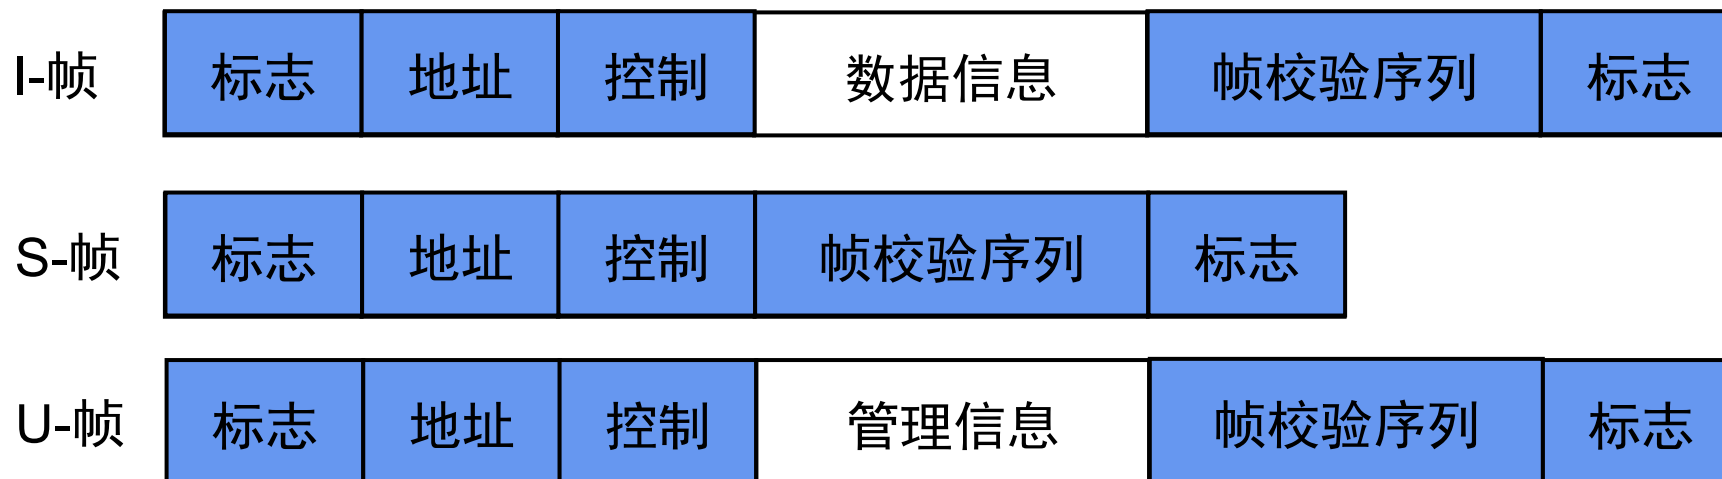 I-帧 标志 地址 控制 数据信息 帧校验序列 标志
S-帧 标志 地址 控制 帧校验序列 标志
U-帧 标志 地址 控制 管理信息 帧校验序列 标志